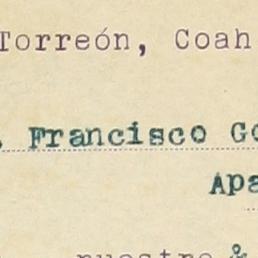 Torreón, Coah
. Francisco Go
Apa
nuestro &